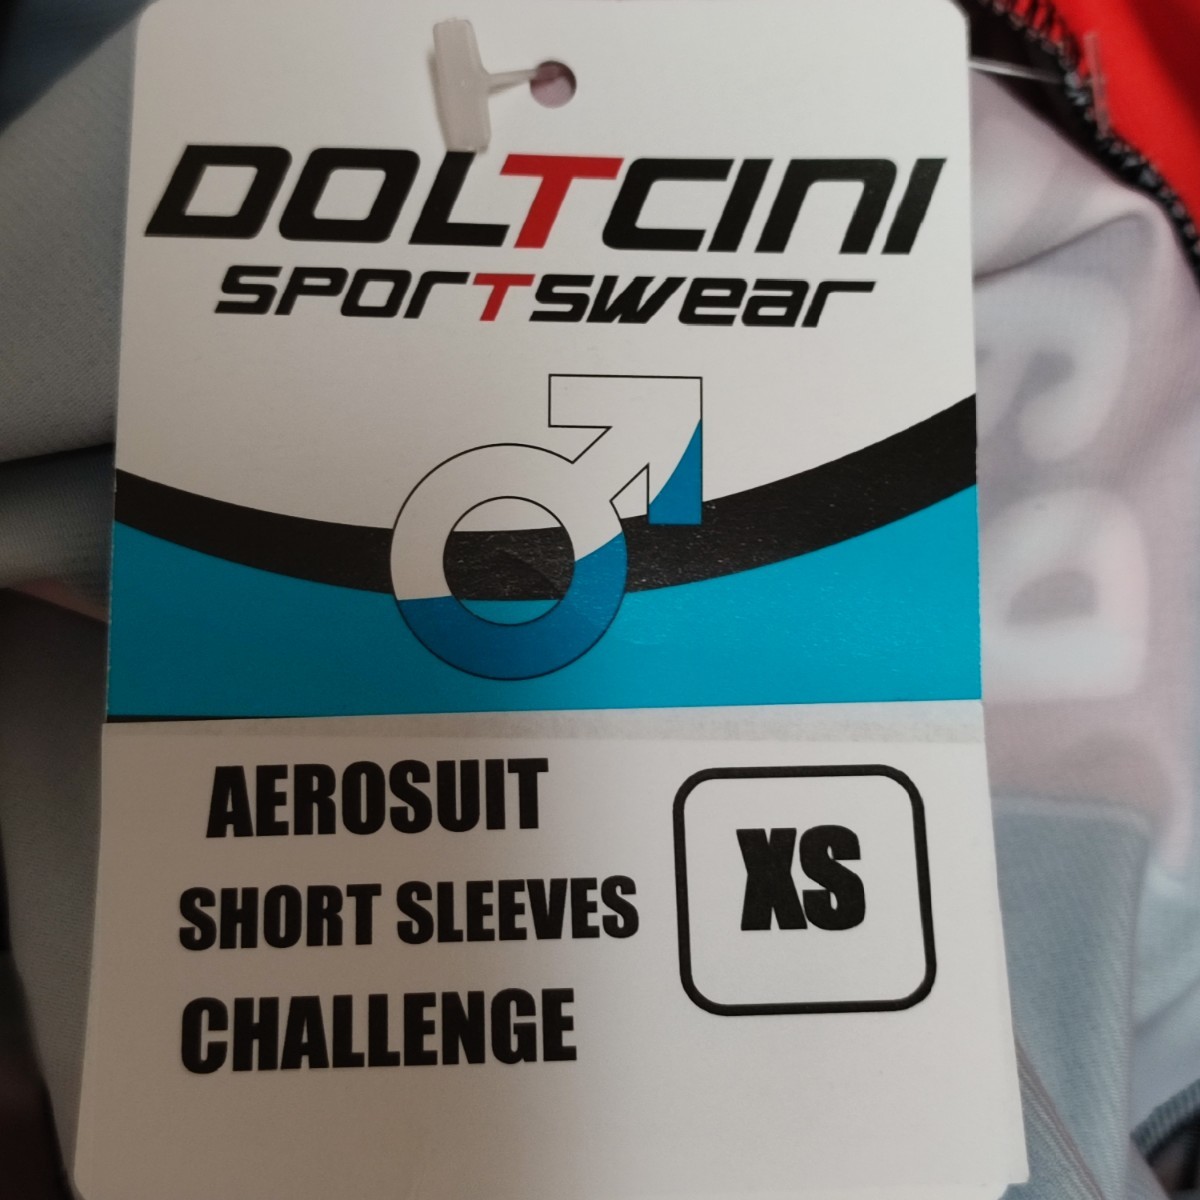 DOLTCINI
SPORTSWEAR
AEROSUIT
SHORT SLEEVES
CHALLENGE
XS